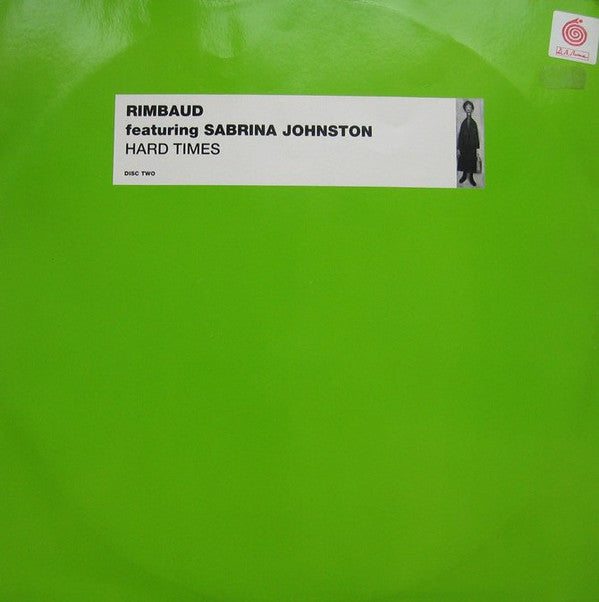 RIMBAUD
featuring SABRINA JOHNSTON
HARD TIMES
DISC TWO